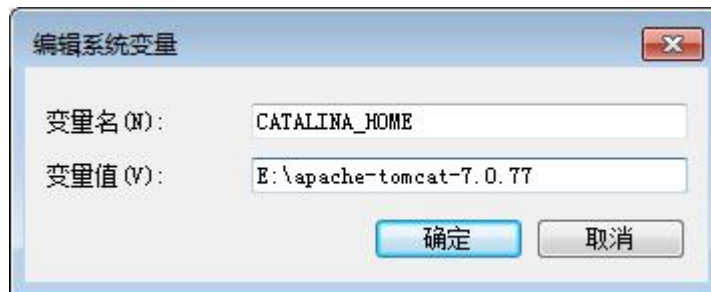 编辑系统变量
变量名(N): CATALINA_HOME
变量值(V): E:\apache-tomcat-7.0.77
确定 取消